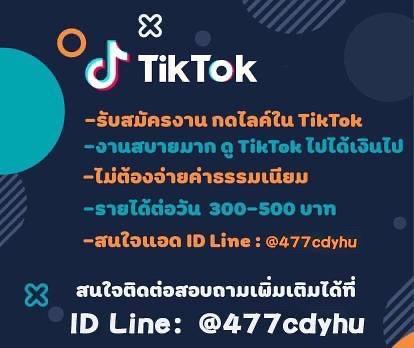 TikTok
-รับสมัครงาน กดไลค์ใน TikTok
-งานสบายมาก ดู TikTok ไปได้เงินไป
-ไม่ต้องจ่ายค่าธรรมเนียม
-รายได้ต่อวัน 300-500 บาท
-สนใจแอด ID Line : @477cdyhu
สนใจติดต่อสอบถามเพิ่มเติมได้ที่
ID Line: @477cdyhu